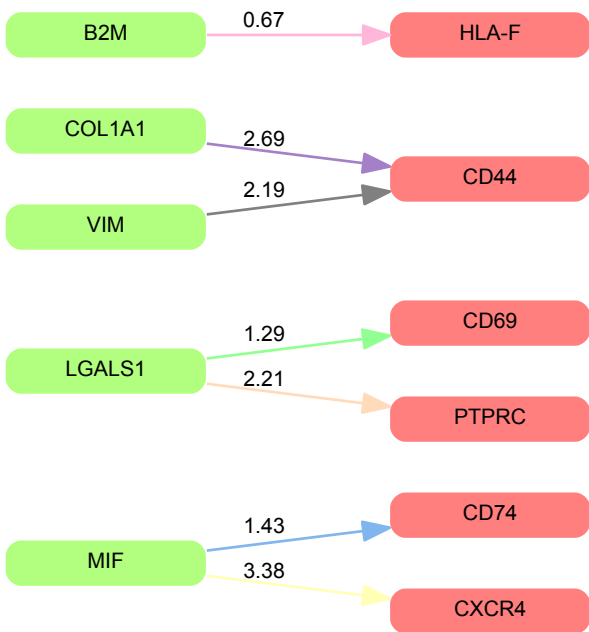 B2M
0.67
HLA-F
COL1A1
2.69
CD44
VIM
2.19
LGALS1
1.29
CD69
2.21
PTPRC
MIF
1.43
CD74
3.38
CXCR4